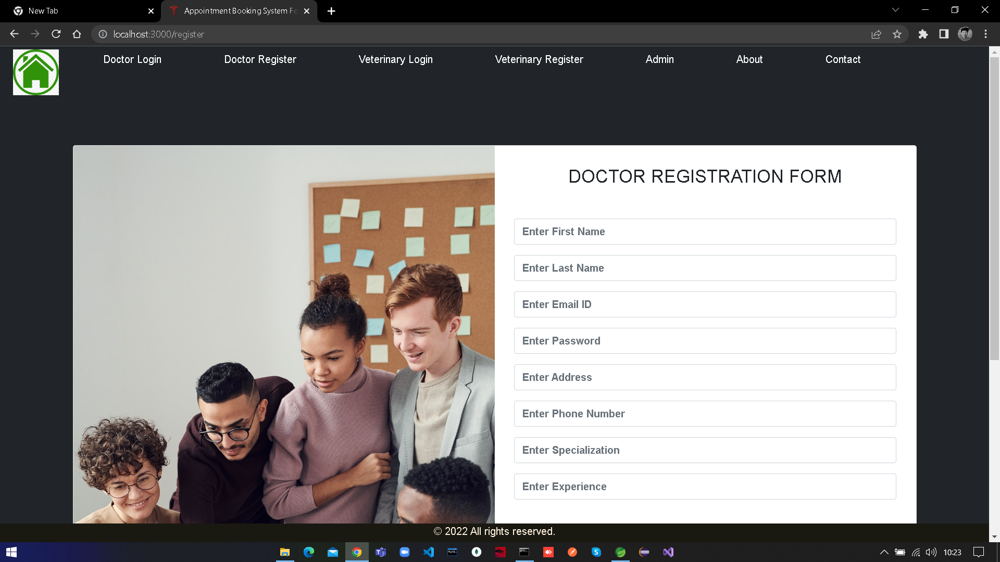 New Tab
Appointment Booking System Fo
localhost:3000/register
Doctor Login Doctor Register Veterinary Login Veterinary Register Admin About Contact
DOCTOR REGISTRATION FORM
Enter First Name
Enter Last Name
Enter Email ID
Enter Password
Enter Address
Enter Phone Number
Enter Specialization
Enter Experience
© 2022 All rights reserved.
10:23